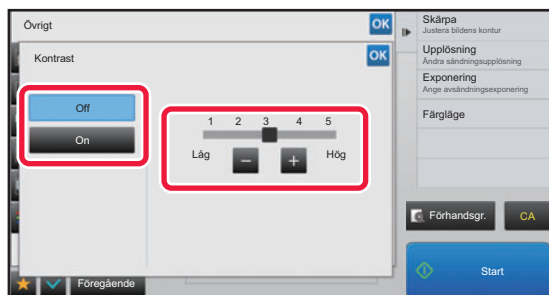 Övrigt
OK
Kontrast
OK
Off
On
1 2 3 4 5
Låg
Hög
Föregående
Skärpa
Justera bildens kontur
Upplösning
Ändra sändningsupplösning
Exponering
Ange avsändningsexponering
Färgläge
Förhandsgr.
CA
Start